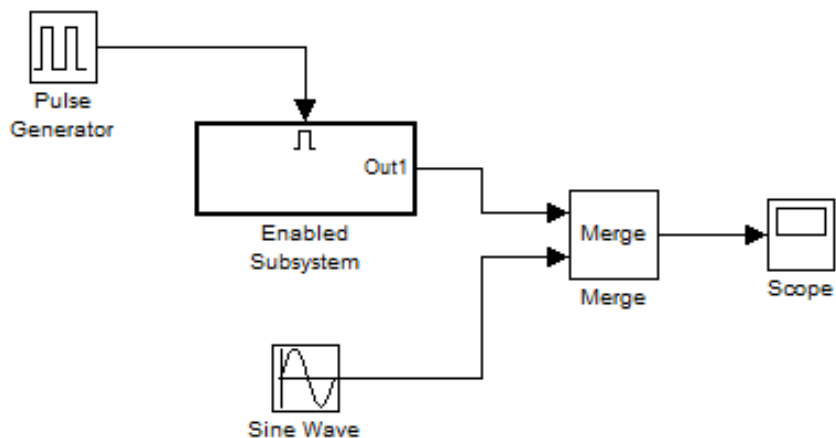 Pulse
Generator
Out1
Enabled
Subsystem
Merge
Merge
Scope
Sine Wave